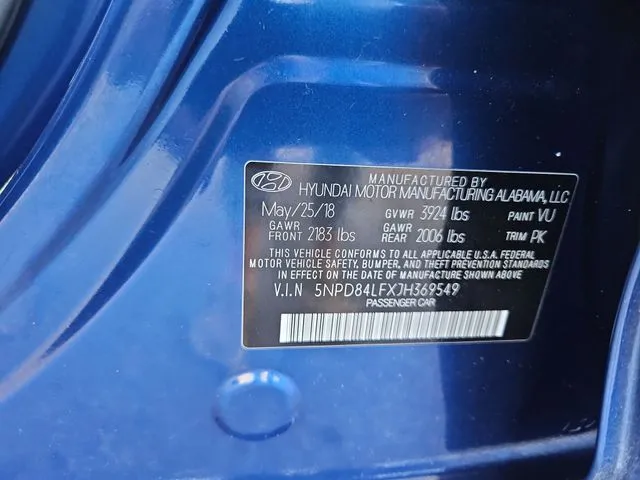 MANUFACTURED BY
HYUNDAI MOTOR MANUFACTURING ALABAMA, LLC
May/25/18 GVWR 3924 lbs PAINT VU
GAWR FRONT 2183 lbs GAWR REAR 2006 lbs TRIM PK
THIS VEHICLE CONFORMS TO ALL APPLICABLE U.S.A. FEDERAL
MOTOR VEHICLE SAFETY, BUMPER, AND THEFT PREVENTION STANDARDS
IN EFFECT ON THE DATE OF MANUFACTURE SHOWN ABOVE
V.I.N 5NPD84LFXJH369549
PASSENGER CAR